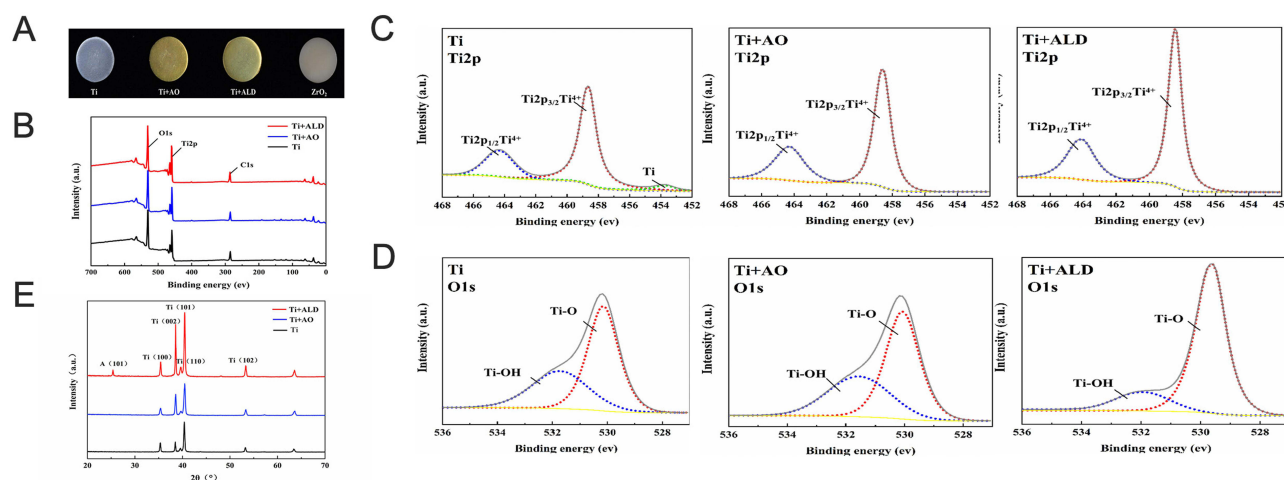 A
Ti
Ti+AO
Ti+ALD
ZrO₂
B
Intensity (a.u.)
O1s
Ti2p
C1s
Ti+ALD
Ti+AO
Ti
700
600
500
400
300
200
100
0
Binding energy (ev)
E
Intensity (a.u.)
A (101)
Ti (100)
Ti (002)
Ti (101)
Ti (110)
Ti (102)
Ti+ALD
Ti+AO
Ti
20
30
40
50
60
70
2θ (°)
C
Ti
Ti2p
Intensity (a.u.)
Ti2p₁/₂Ti⁴⁺
Ti2p₃/₂Ti⁴⁺
Ti
468 466 464 462 460 458 456 454 452
Binding energy (ev)
Ti+AO
Ti2p
Intensity (a.u.)
Ti2p₁/₂Ti⁴⁺
Ti2p₃/₂Ti⁴⁺
468 466 464 462 460 458 456 454 452
Binding energy (ev)
Ti+ALD
Ti2p
Ti2p₁/₂Ti⁴⁺
Ti2p₃/₂Ti⁴⁺
468 466 464 462 460 458 456 454
Binding energy (ev)
D
Ti
O1s
Intensity (a.u.)
Ti-OH
Ti-O
536 534 532 530 528
Binding energy (ev)
Ti+AO
O1s
Intensity (a.u.)
Ti-OH
Ti-O
536 534 532 530 528
Binding energy (ev)
Ti+ALD
O1s
Intensity (a.u.)
Ti-OH
Ti-O
536 534 532 530 528
Binding energy (ev)